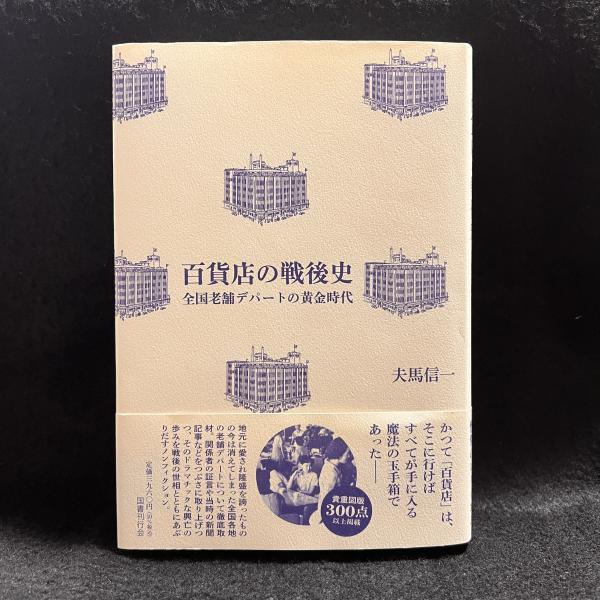 百貨店の戦後史
全国老舗デパートの黄金時代
夫馬信一
かつて「百貨店」は、
そこに行けば
すべてが手に入る
魔法の玉手箱で
あった——
貴重図版
300点
以上掲載
地元に愛され隆盛を誇ったもの
の今は消えてしまった全国各地
の老舗デパートについて徹底取
材。関係者の証言や当時の新聞
記事などをつぶさに取り上げつ
つ、そのドラマチックな興亡の
歩みを戦後の世相とともにあぶ
りだすノンフィクション。
定価三九六〇円
国書刊行会